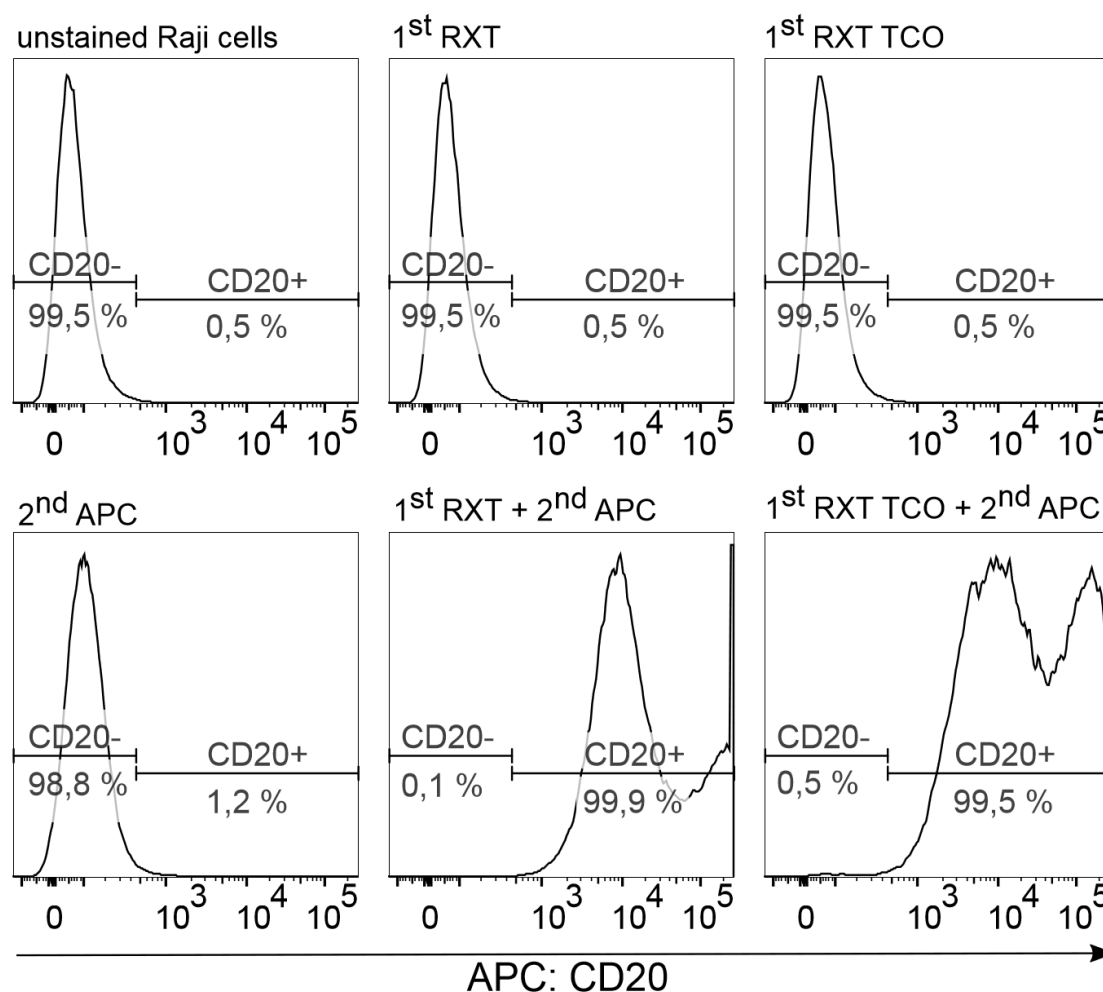 unstained Raji cells
1st RXT
1st RXT TCO
CD20-
CD20+
99,5 %
0,5 %
CD20-
CD20+
99,5 %
0,5 %
CD20-
CD20+
99,5 %
0,5 %
0 10^3 10^4 10^5
0 10^3 10^4 10^5
0 10^3 10^4 10^5
2nd APC
1st RXT + 2nd APC
1st RXT TCO + 2nd APC
CD20-
CD20+
98,8 %
1,2 %
CD20-
CD20+
0,1 %
99,9 %
CD20-
CD20+
0,5 %
99,5 %
0 10^3 10^4 10^5
0 10^3 10^4 10^5
0 10^3 10^4 10^5
APC: CD20